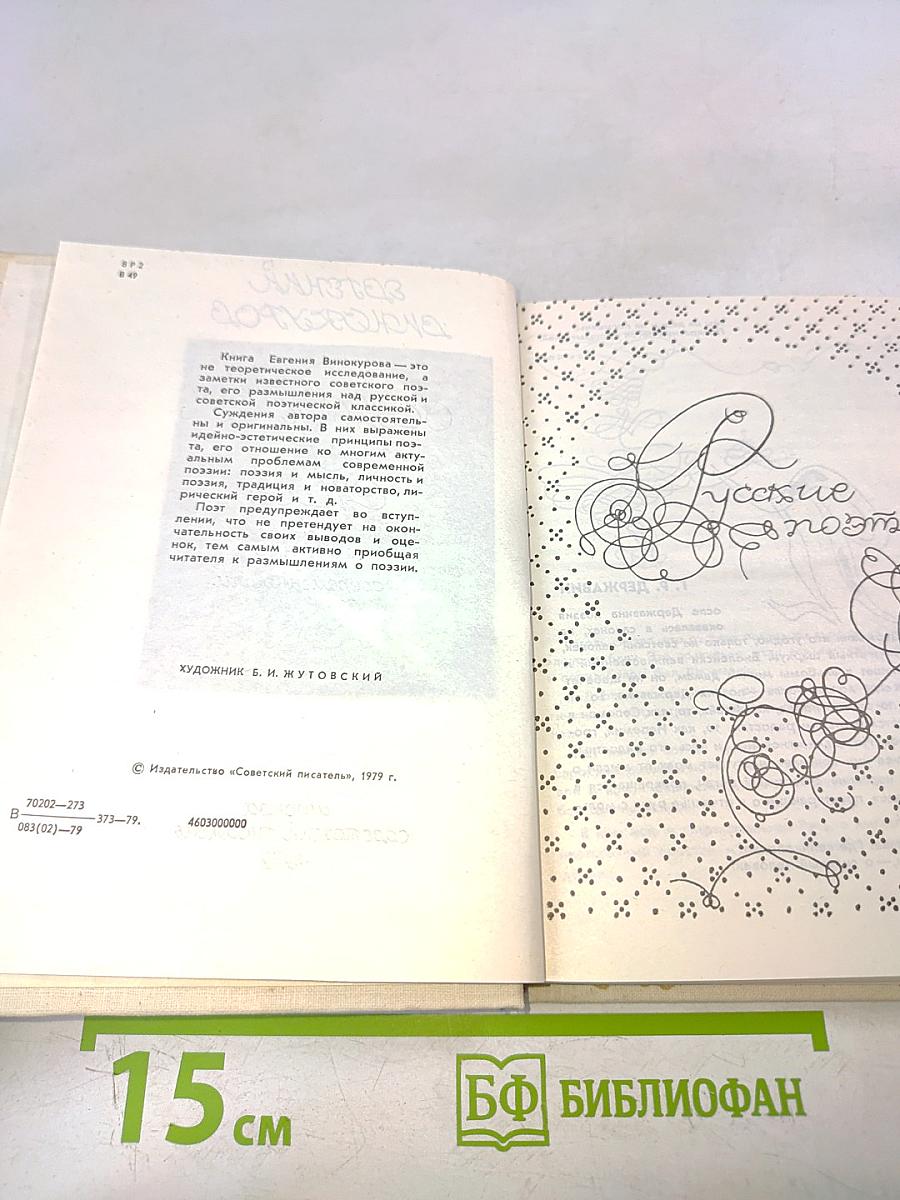 В Р 2
В 49
Книга Евгения Винокурова — это
не теоретическое исследование, а
заметки известного советского поэ-
та, его размышления над русской и
советской поэтической классикой.
Суждения автора самостоятель-
ны и оригинальны. В них выражены
идейно-эстетические принципы поэ-
та, его отношение ко многим акту-
альным проблемам современной
поэзии: поэзия и мысль, личность и
поэзия, традиция и новаторство, ли-
рический герой и т. д.
Поэт предупреждает во вступ-
лении, что не претендует на окон-
чательность своих выводов и оце-
нок, тем самым активно приобщая
читателя к размышлениям о поэзии.
ХУДОЖНИК Б. И. ЖУТОВСКИЙ
© Издательство «Советский писатель», 1979 г.
В 70202—273
083(02)—79 373—79. 4603000000
Русские
поэт
15 см
БФ БИБЛИОФАН